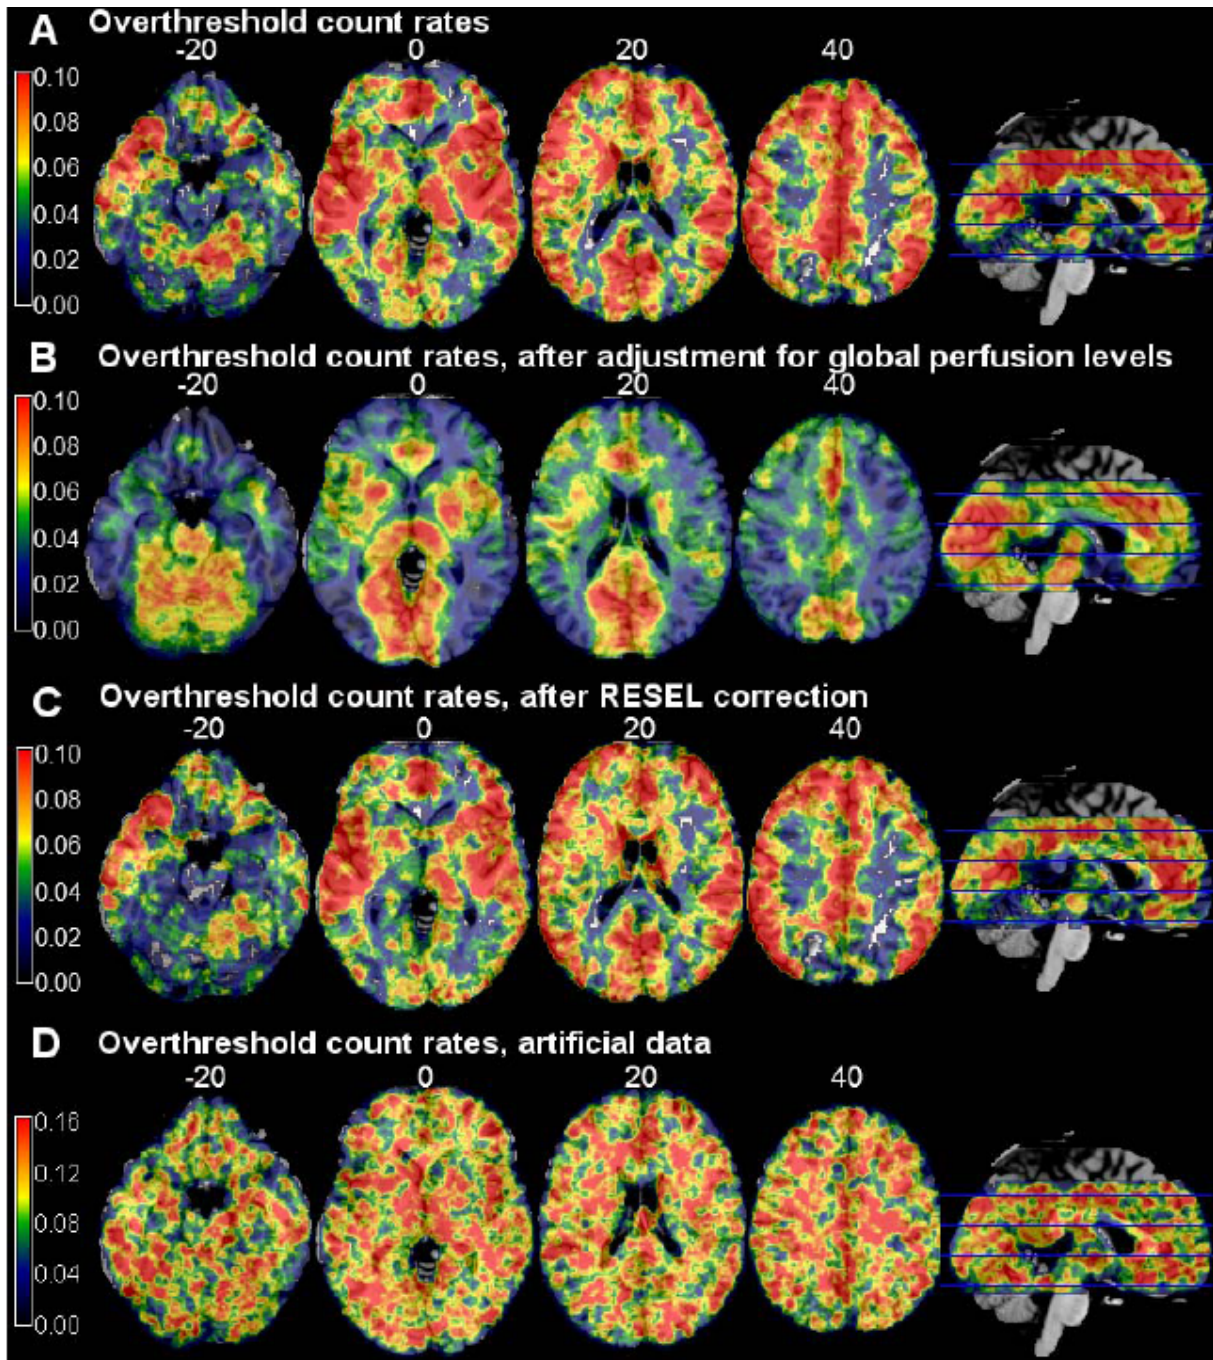 A Overthreshold count rates
-20 0 20 40
0.10
0.08
0.06
0.04
0.02
0.00
B Overthreshold count rates, after adjustment for global perfusion levels
-20 0 20 40
0.10
0.08
0.06
0.04
0.02
0.00
C Overthreshold count rates, after RESEL correction
-20 0 20 40
0.10
0.08
0.06
0.04
0.02
0.00
D Overthreshold count rates, artificial data
-20 0 20 40
0.16
0.12
0.08
0.04
0.00